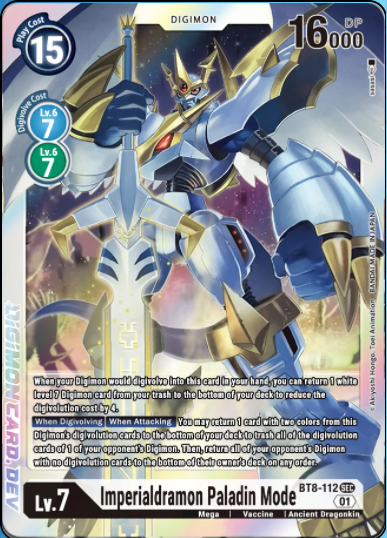 Play Cost
15
DIGIMON
DP
16000
Digivolve Cost
Lv.6
7
Lv.6
7
©Akiyoshi Hongo, Toei Animation BANDAI MADE IN JAPAN
DIGIMONCARD.DEV
When your Digimon would digivolve into this card in your hand, you can return 1 white
level 7 Digimon card from your trash to the bottom of your deck to reduce the
digivolution cost by 4.
When Digivolving When Attacking You may return 1 card with two colors from this
Digimon's digivolution cards to the bottom of your deck to trash all of the digivolution
cards of 1 of your opponent's Digimon. Then, return all of your opponent's Digimon
with no digivolution cards to the bottom of their owner's deck on any order.
Lv.7
Imperialdramon Paladin Mode
BT8-112 SEC
01
Mega | Vaccine | Ancient Dragonkin